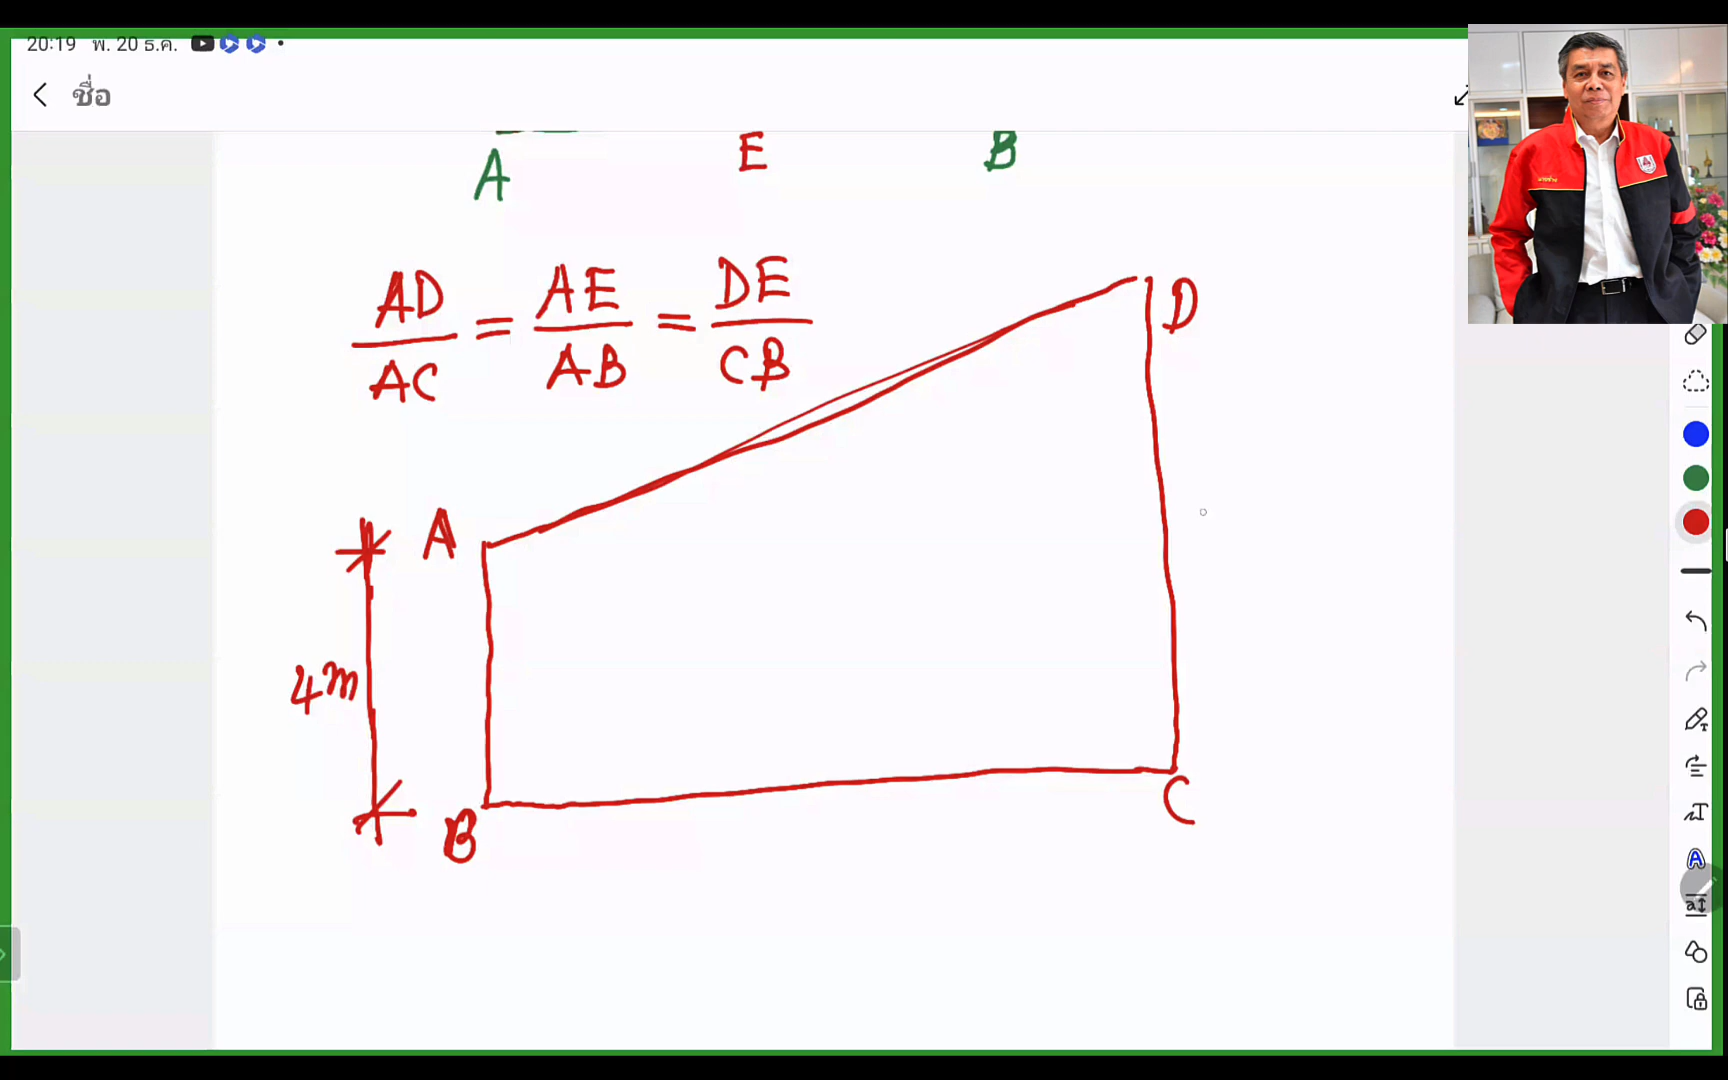 20:19 พ. 20 ธ.ค.
ชื่อ
A E B
AD/AC = AE/AB = DE/CB
D
A
4m
B
C